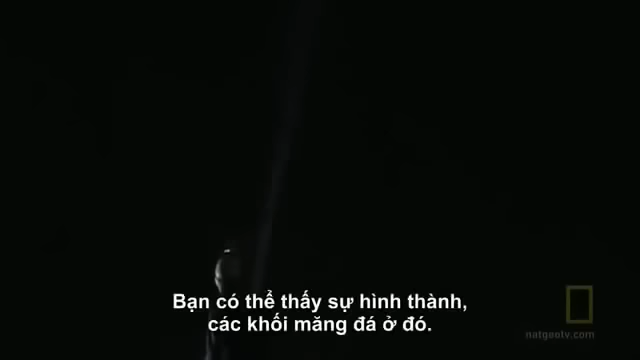 Bạn có thể thấy sự hình thành,
các khối măng đá ở đó.
natgeotv.com